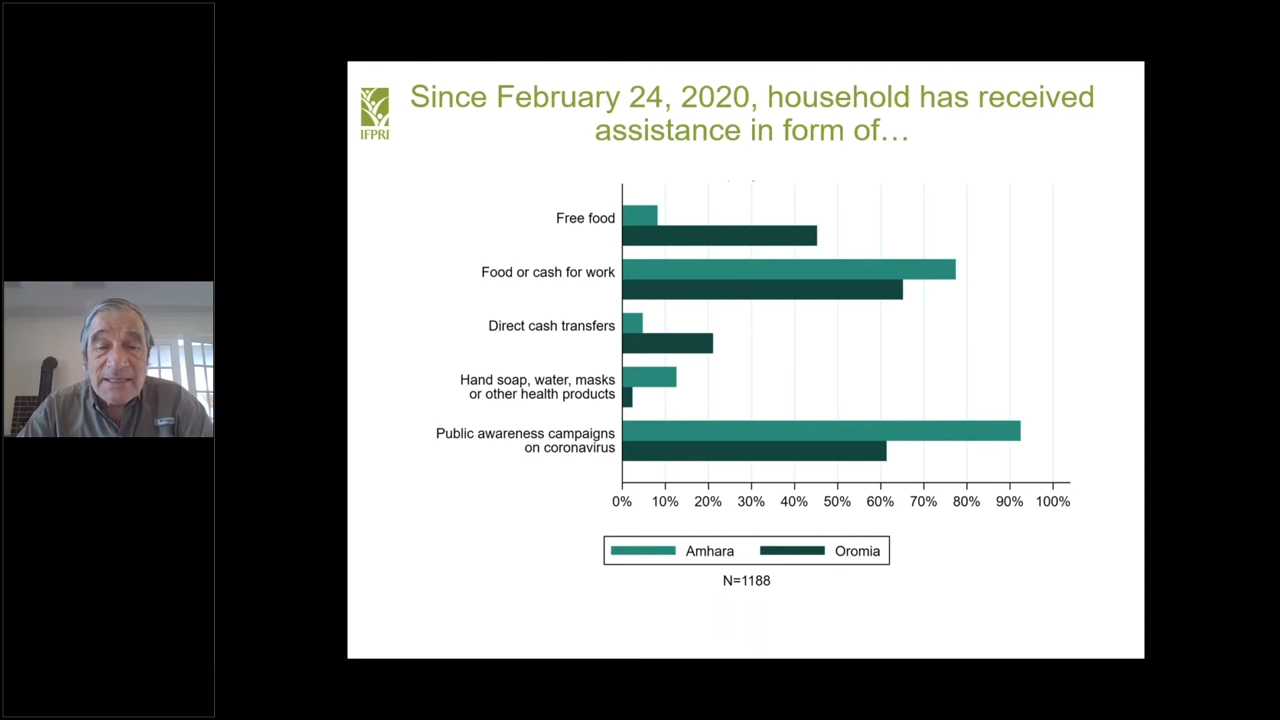 Since February 24, 2020, household has received
assistance in form of…
IFPRI
Free food
Food or cash for work
Direct cash transfers
Hand soap, water, masks
or other health products
Public awareness campaigns
on coronavirus
0% 10% 20% 30% 40% 50% 60% 70% 80% 90% 100%
Amhara Oromia
N=1188